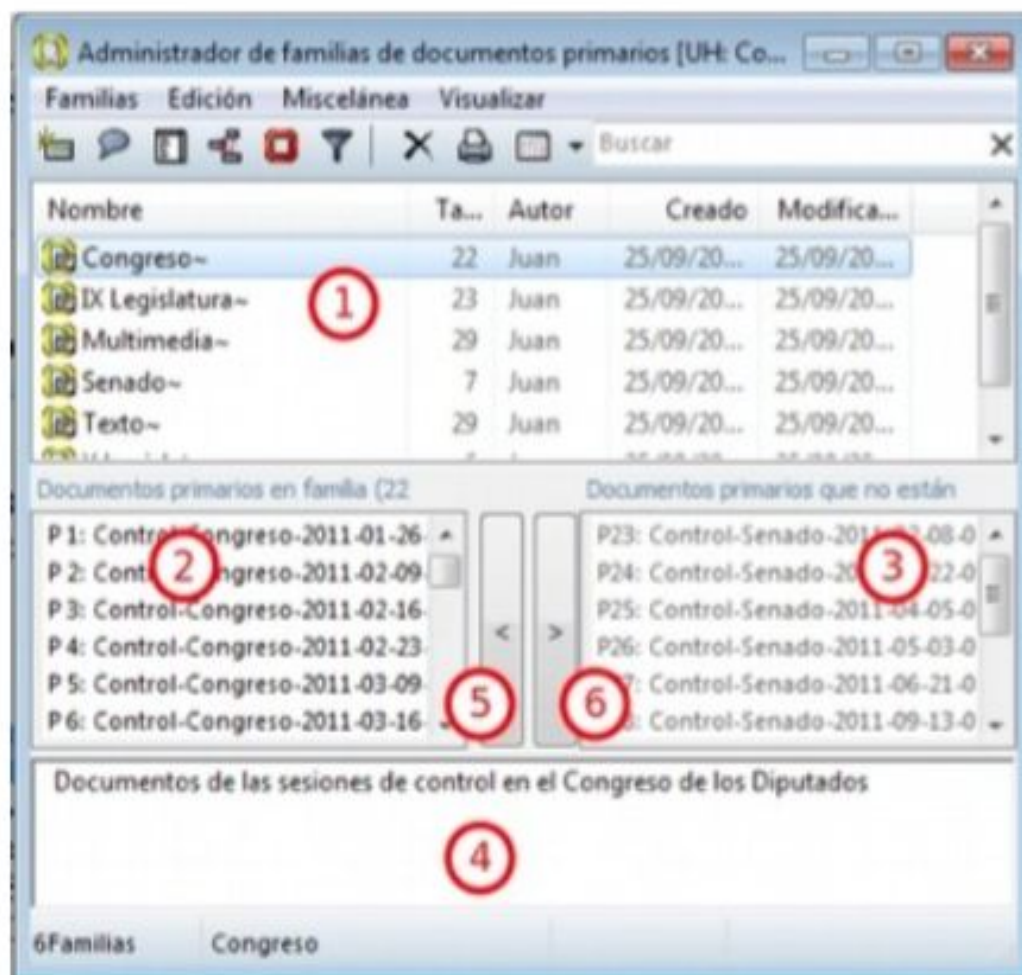 Administrador de familias de documentos primarios [UH: Co...
Familias Edición Miscelánea Visualizar
Buscar
Nombre Ta... Autor Creado Modifica...
Congreso~ 22 Juan 25/09/20... 25/09/20...
IX Legislatura~ 23 Juan 25/09/20... 25/09/20...
1
Multimedia~ 29 Juan 25/09/20... 25/09/20...
Senado~ 7 Juan 25/09/20... 25/09/20...
Texto~ 29 Juan 25/09/20... 25/09/20...
Documentos primarios en familia (22 Documentos primarios que no están
P 1: Control-Congreso-2011-01-26- P23: Control-Senado-2011-08-0
P 2: Congreso-2011-02-09- P24: Control-Senado-22-0
2 3
P 3: Control-Congreso-2011-02-16- P25: Control-Senado-2011-04-05-0
P 4: Control-Congreso-2011-02-23- < > P26: Control-Senado-2011-05-03-0
P 5: Control-Congreso-2011-03-09- Control-Senado-2011-06-21-0
5 6
P 6: Control-Congreso-2011-03-16- Control-Senado-2011-09-13-0
Documentos de las sesiones de control en el Congreso de los Diputados
4
6Familias Congreso